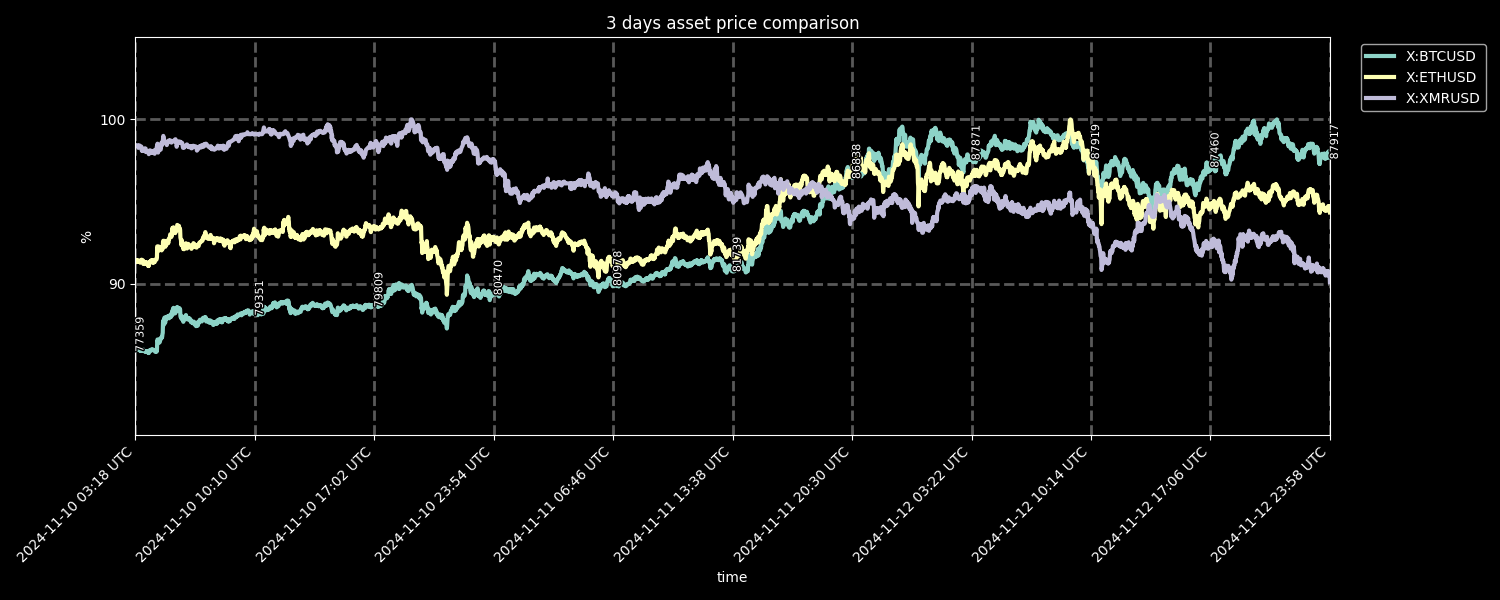 3 days asset price comparison
X:BTCUSD
X:ETHUSD
X:XMRUSD
100
90
%
77359
79351
79809
80470
80978
81739
86838
87871
87919
87460
87917
2024-11-10 03:18 UTC
2024-11-10 10:10 UTC
2024-11-10 17:02 UTC
2024-11-10 23:54 UTC
2024-11-11 06:46 UTC
2024-11-11 13:38 UTC
2024-11-11 20:30 UTC
2024-11-12 03:22 UTC
2024-11-12 10:14 UTC
2024-11-12 17:06 UTC
2024-11-12 23:58 UTC
time